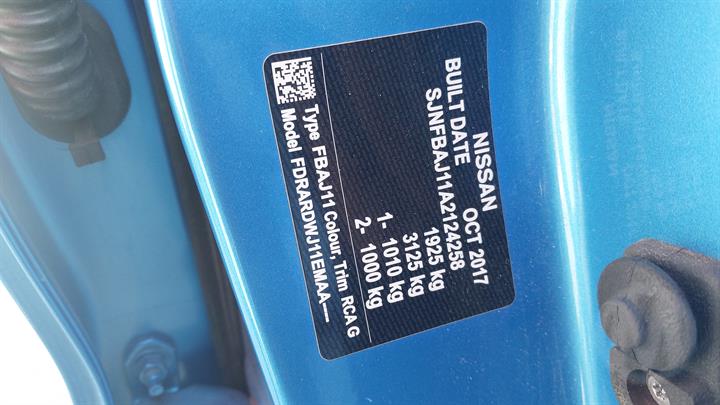 NISSAN
BUILT DATE OCT 2017
SJNFBAJ11A2124258
1925 kg
3125 kg
1- 1010 kg
2- 1000 kg
Type FBAJ11 Colour, Trim RCA G
Model FDRARDWJ11EMAA----